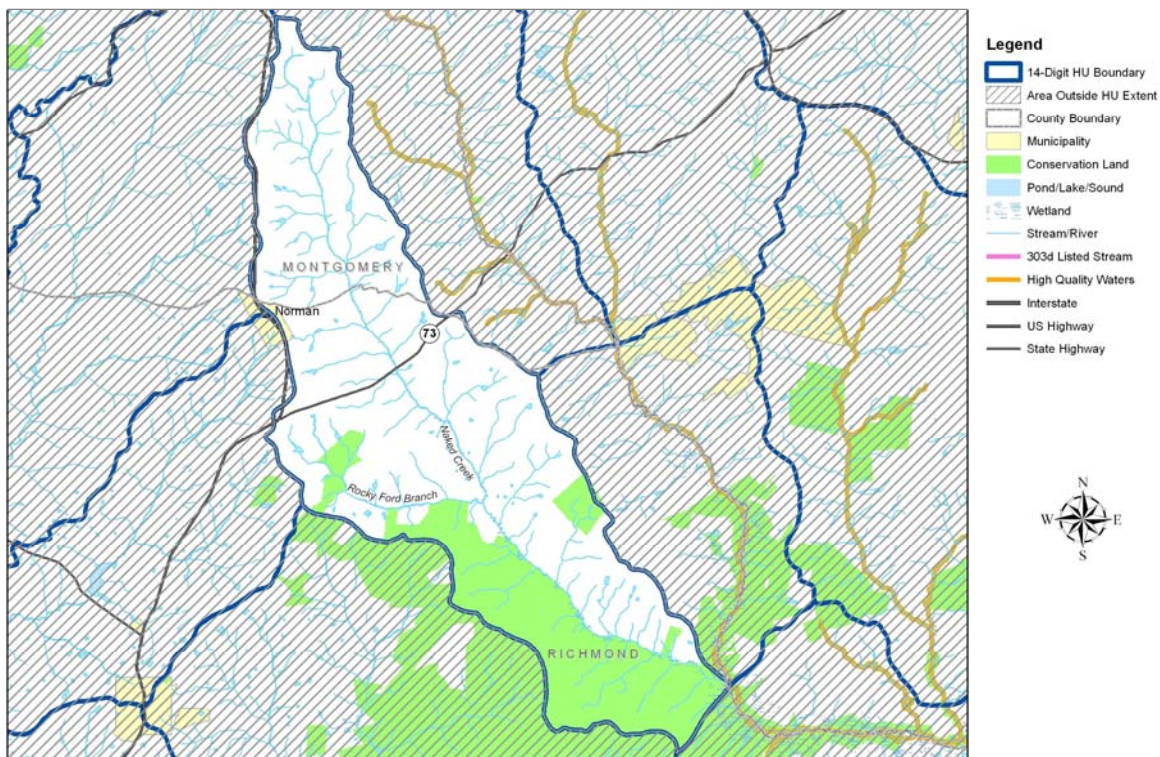 MONTGOMERY
Norman
73
Naked Creek
Rocky Ford Branch
RICHMOND
Legend
14-Digit HU Boundary
Area Outside HU Extent
County Boundary
Municipality
Conservation Land
Pond/Lake/Sound
Wetland
Stream/River
303d Listed Stream
High Quality Waters
Interstate
US Highway
State Highway
N
W E
S